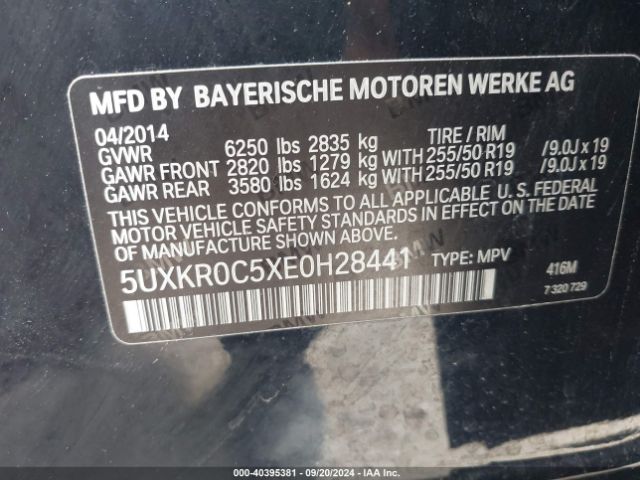 MFD BY BAYERISCHE MOTOREN WERKE AG
04/2014 TIRE / RIM
GVWR 6250 lbs 2835 kg
GAWR FRONT 2820 lbs 1279 kg WITH 255/50 R19 /9.0J x 19
GAWR REAR 3580 lbs 1624 kg WITH 255/50 R19 /9.0J x 19
THIS VEHICLE CONFORMS TO ALL APPLICABLE U. S. FEDERAL
MOTOR VEHICLE SAFETY STANDARDS IN EFFECT ON THE DATE
OF MANUFACTURE SHOWN ABOVE.
5UXKR0C5XE0H28441 TYPE: MPV 416M
7 320 729
000-40395381 - 09/20/2024 - IAA Inc.